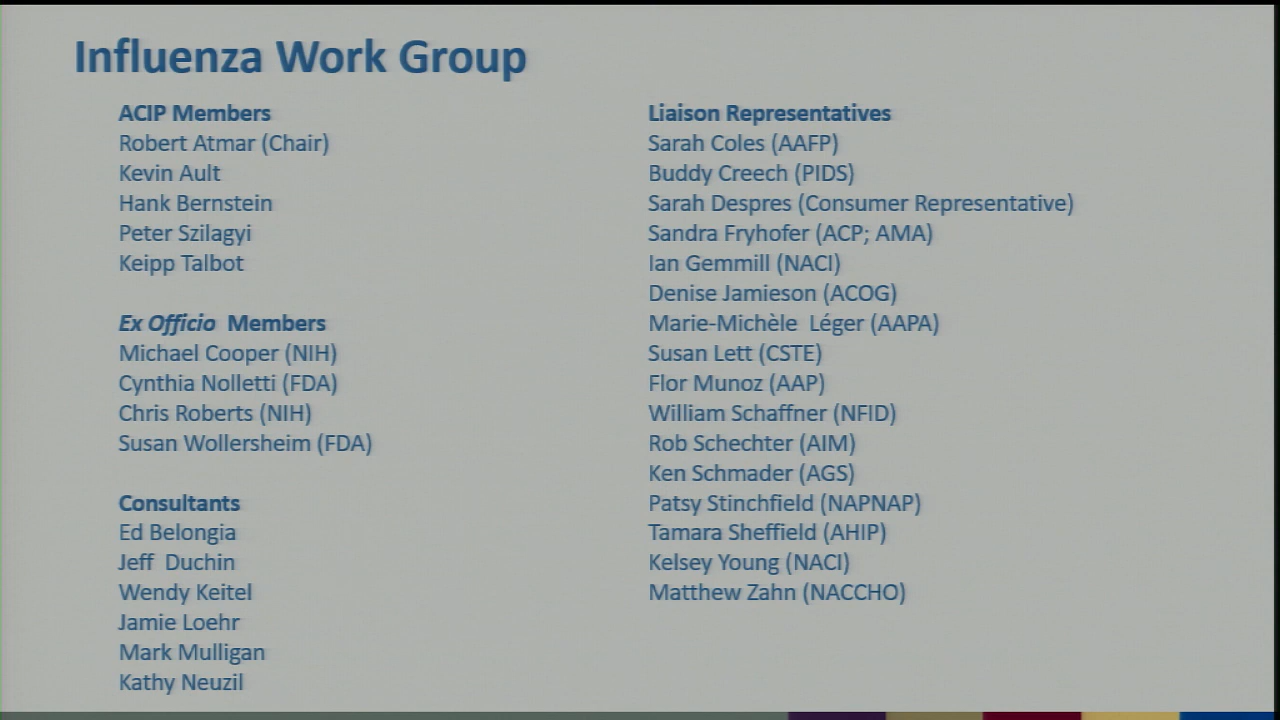 Influenza Work Group
ACIP Members
Robert Atmar (Chair)
Kevin Ault
Hank Bernstein
Peter Szilagyi
Keipp Talbot
Ex Officio Members
Michael Cooper (NIH)
Cynthia Nolletti (FDA)
Chris Roberts (NIH)
Susan Wollersheim (FDA)
Consultants
Ed Belongia
Jeff Duchin
Wendy Keitel
Jamie Loehr
Mark Mulligan
Kathy Neuzil
Liaison Representatives
Sarah Coles (AAFP)
Buddy Creech (PIDS)
Sarah Despres (Consumer Representative)
Sandra Fryhofer (ACP; AMA)
Ian Gemmill (NACI)
Denise Jamieson (ACOG)
Marie-Michèle Léger (AAPA)
Susan Lett (CSTE)
Flor Munoz (AAP)
William Schaffner (NFID)
Rob Schechter (AIM)
Ken Schmader (AGS)
Patsy Stinchfield (NAPNAP)
Tamara Sheffield (AHIP)
Kelsey Young (NACI)
Matthew Zahn (NACCHO)